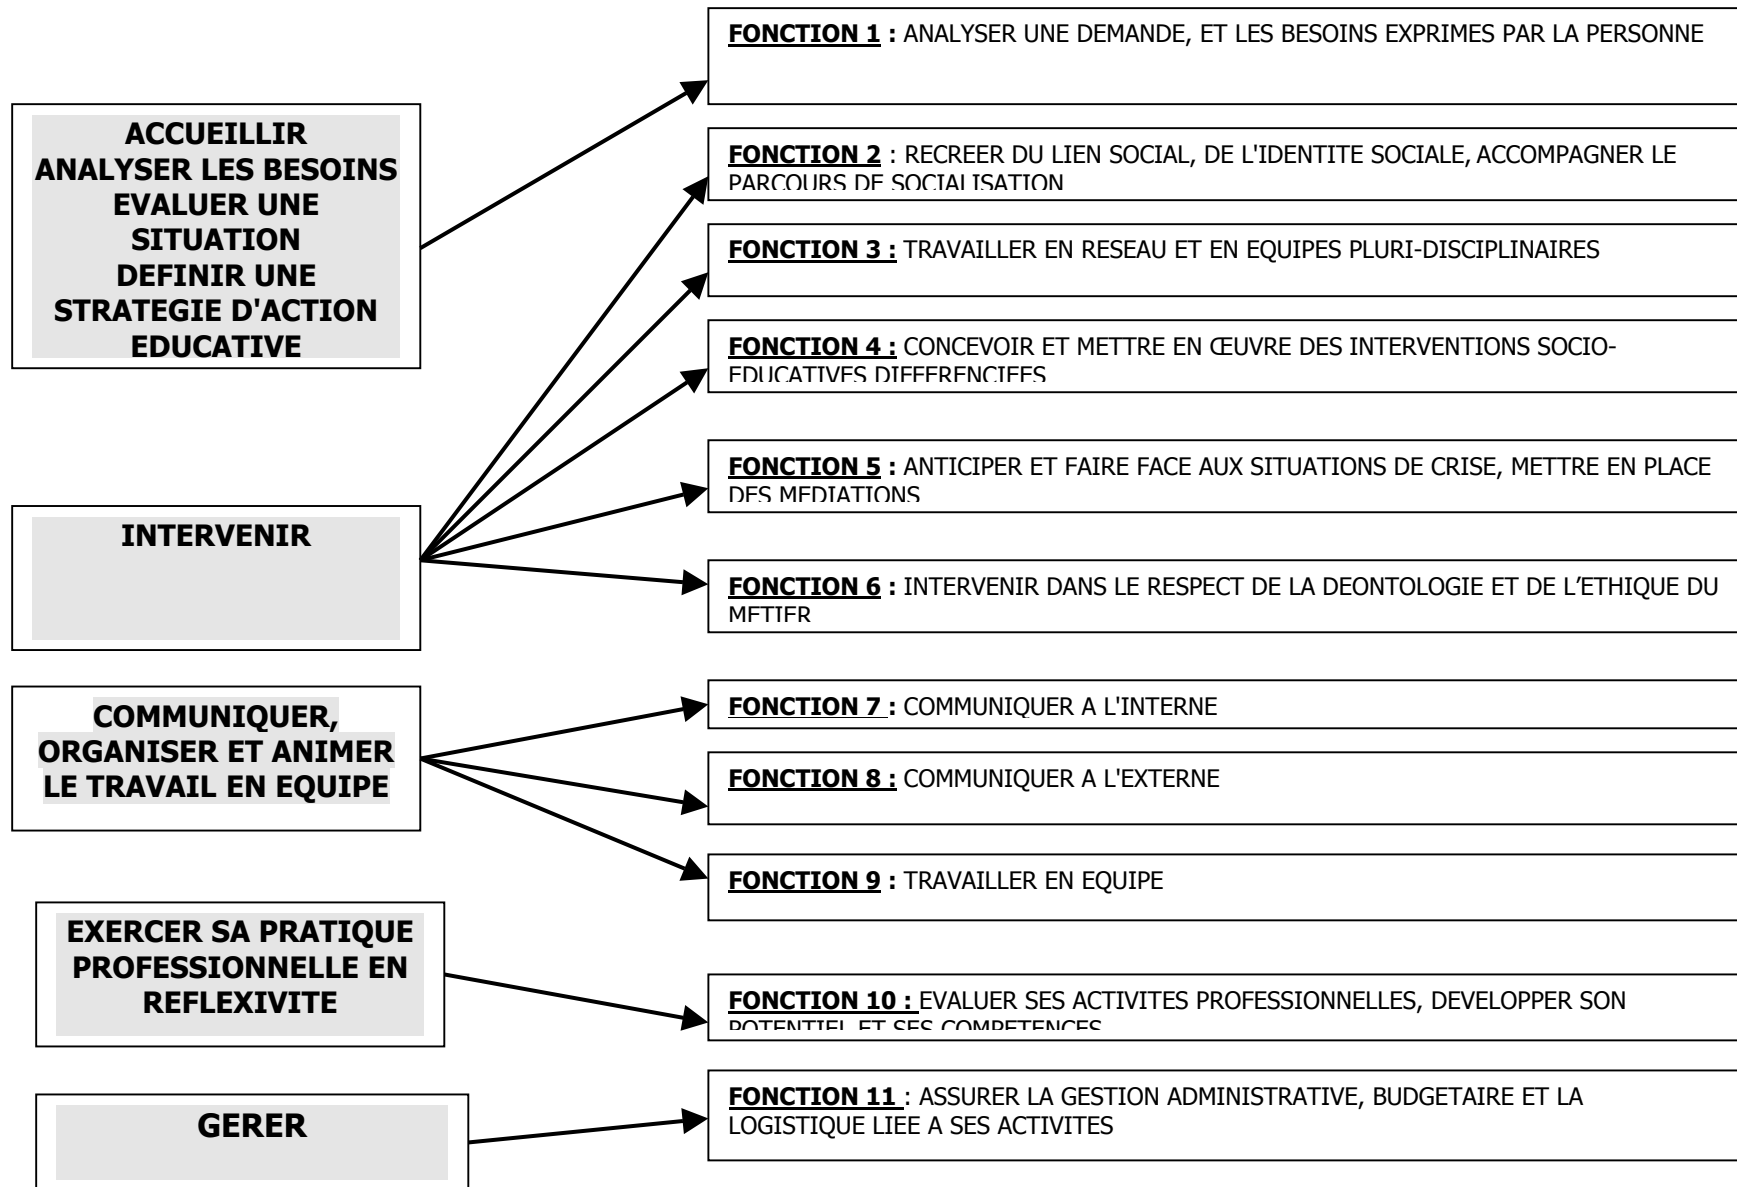 FONCTION 1 : ANALYSER UNE DEMANDE, ET LES BESOINS EXPRIMES PAR LA PERSONNE
ACCUEILLIR
ANALYSER LES BESOINS
EVALUER UNE
SITUATION
DEFINIR UNE
STRATEGIE D'ACTION
EDUCATIVE
FONCTION 2 : RECREER DU LIEN SOCIAL, DE L'IDENTITE SOCIALE, ACCOMPAGNER LE
PARCOURS DE SOCIALISATION
FONCTION 3 : TRAVAILLER EN RESEAU ET EN EQUIPES PLURI-DISCIPLINAIRES
FONCTION 4 : CONCEVOIR ET METTRE EN ŒUVRE DES INTERVENTIONS SOCIO-
EDUCATIVES DIFFERENCIEES
FONCTION 5 : ANTICIPER ET FAIRE FACE AUX SITUATIONS DE CRISE, METTRE EN PLACE
DES MEDIATIONS
INTERVENIR
FONCTION 6 : INTERVENIR DANS LE RESPECT DE LA DEONTOLOGIE ET DE L’ETHIQUE DU
METIER
COMMUNIQUER,
ORGANISER ET ANIMER
LE TRAVAIL EN EQUIPE
FONCTION 7 : COMMUNIQUER A L'INTERNE
FONCTION 8 : COMMUNIQUER A L'EXTERNE
FONCTION 9 : TRAVAILLER EN EQUIPE
EXERCER SA PRATIQUE
PROFESSIONNELLE EN
REFLEXIVITE
FONCTION 10 : EVALUER SES ACTIVITES PROFESSIONNELLES, DEVELOPPER SON
POTENTIEL ET SES COMPETENCES
GERER
FONCTION 11 : ASSURER LA GESTION ADMINISTRATIVE, BUDGETAIRE ET LA
LOGISTIQUE LIEE A SES ACTIVITES